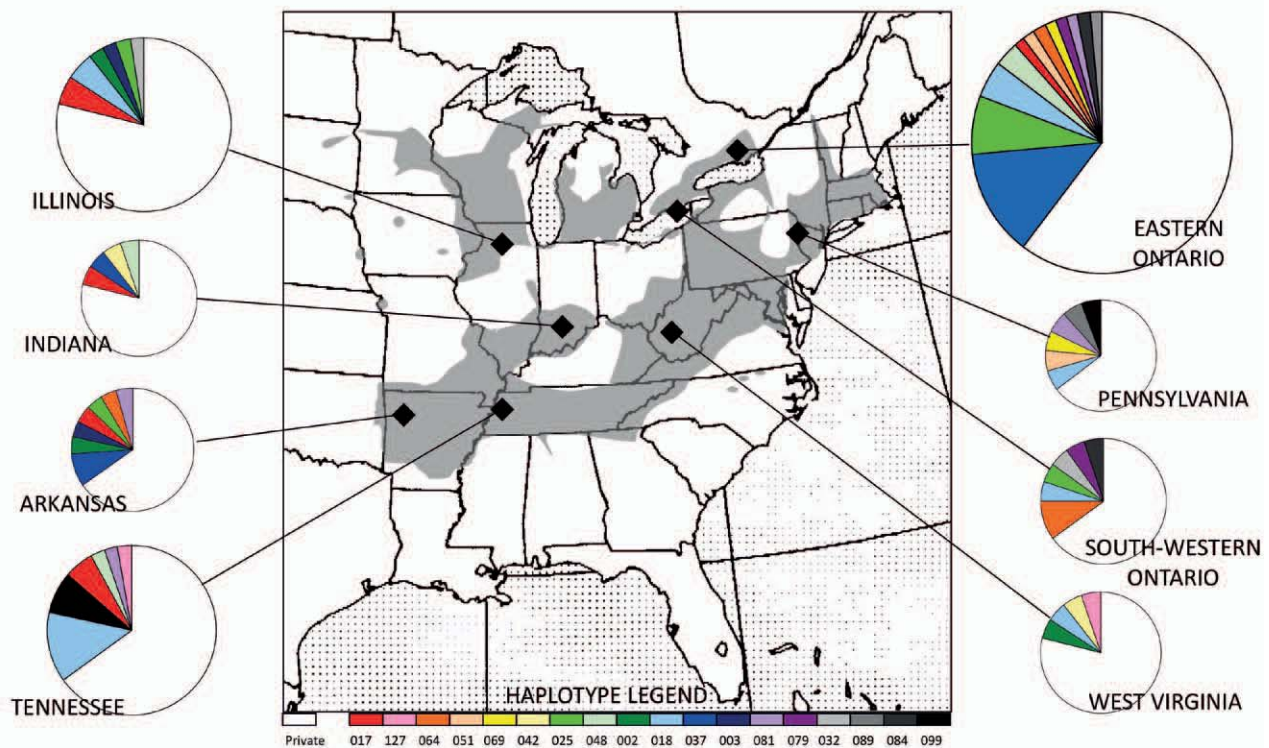 ILLINOIS
INDIANA
ARKANSAS
TENNESSEE
EASTERN
ONTARIO
PENNSYLVANIA
SOUTH-WESTERN
ONTARIO
WEST VIRGINIA
HAPLOTYPE LEGEND
Private 017 127 064 051 069 042 025 048 002 018 037 003 081 079 032 089 084 099